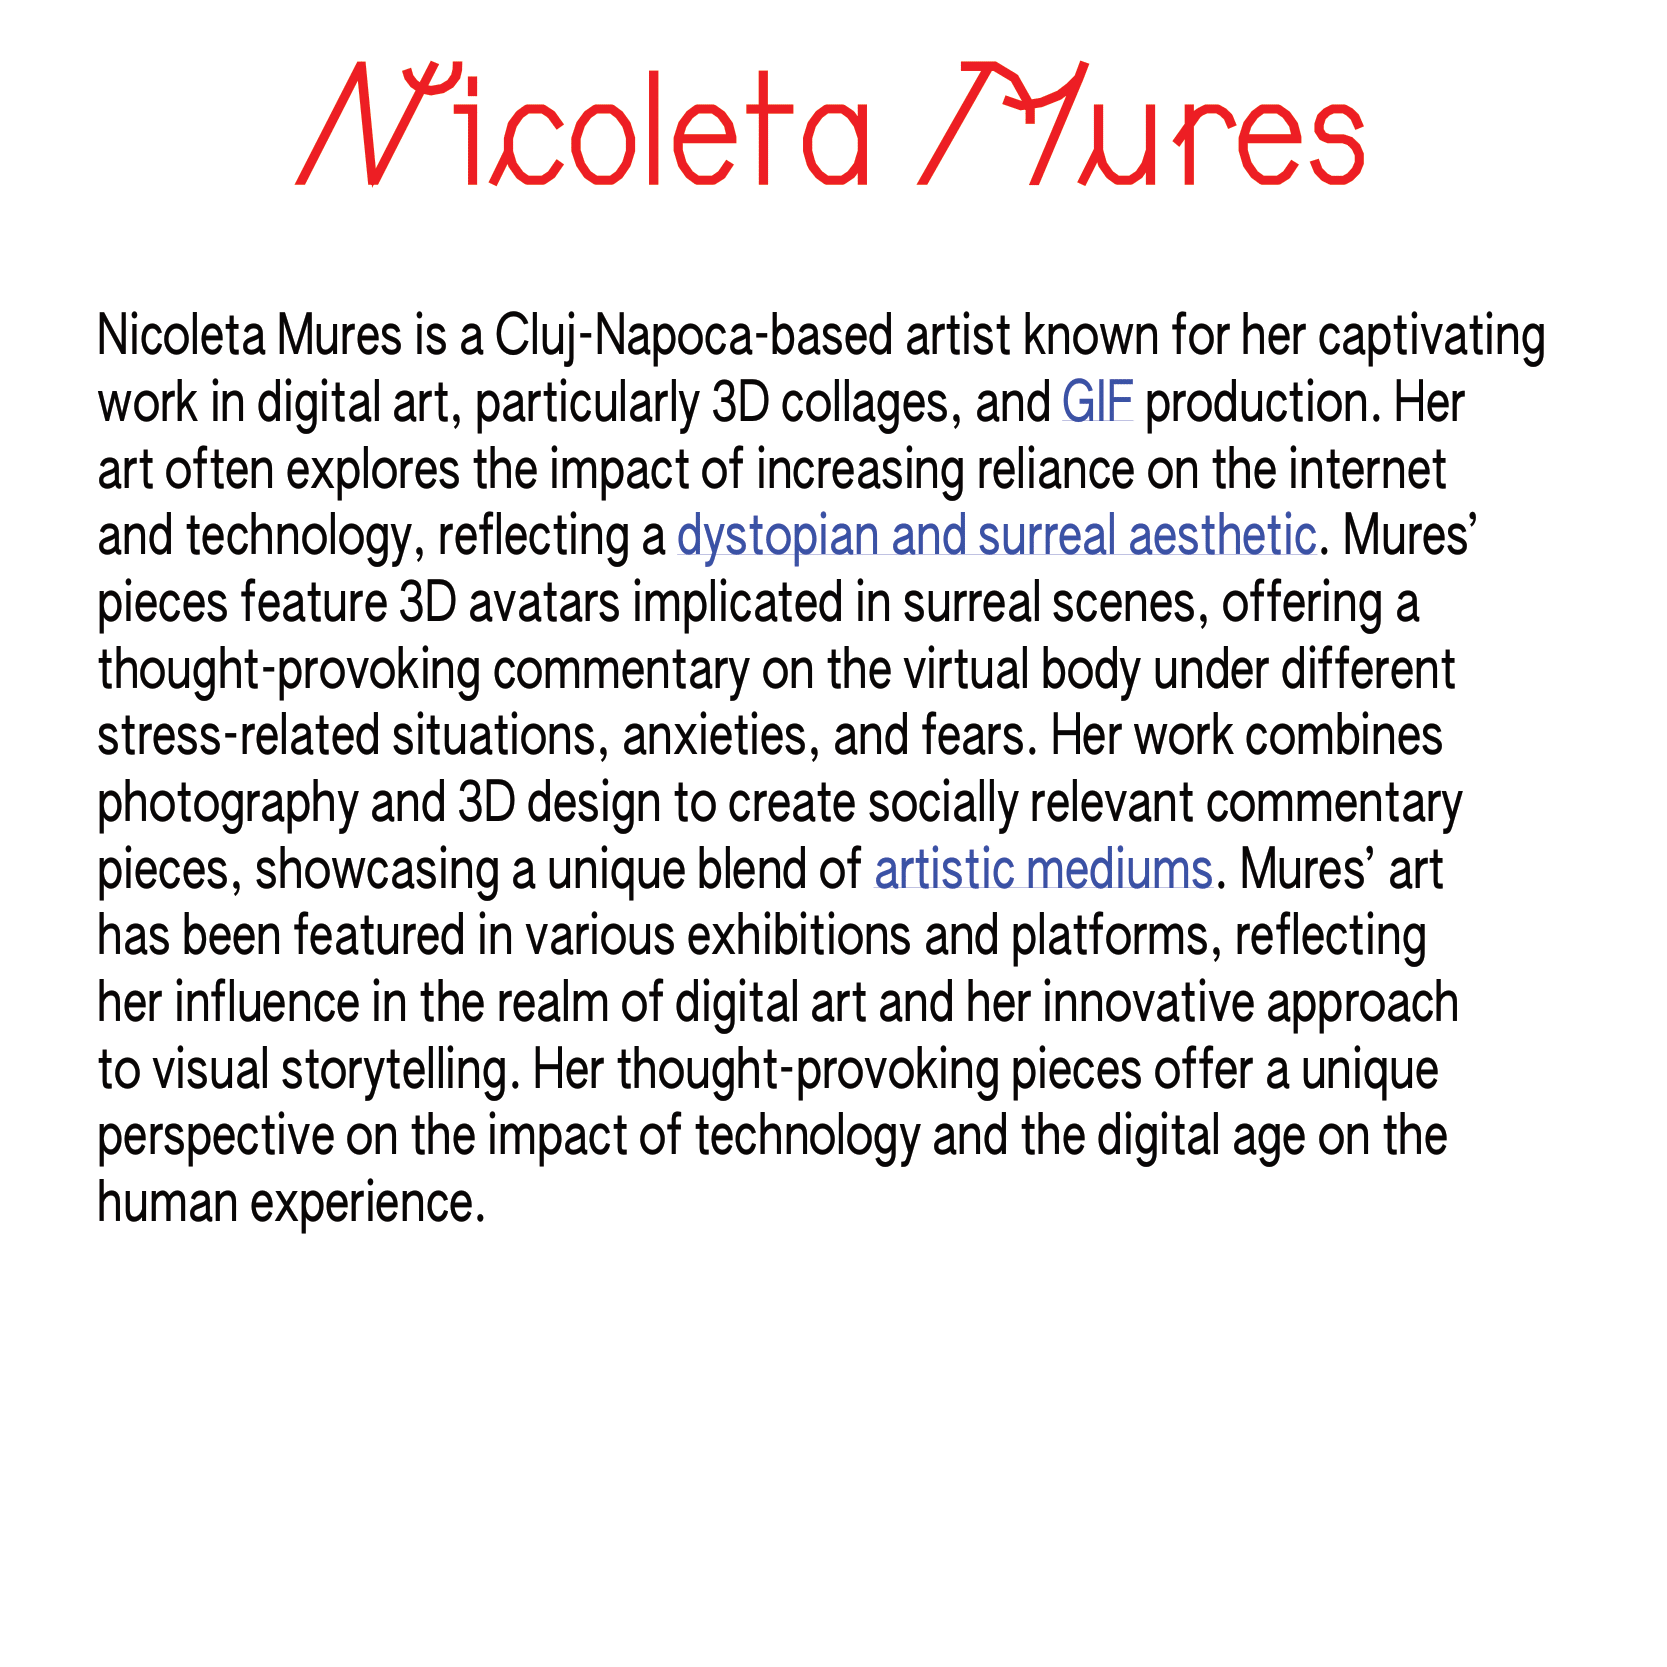 Nicoleta Mures
Nicoleta Mures is a Cluj-Napoca-based artist known for her captivating
work in digital art, particularly 3D collages, and GIF production. Her
art often explores the impact of increasing reliance on the internet
and technology, reflecting a dystopian and surreal aesthetic. Mures’
pieces feature 3D avatars implicated in surreal scenes, offering a
thought-provoking commentary on the virtual body under different
stress-related situations, anxieties, and fears. Her work combines
photography and 3D design to create socially relevant commentary
pieces, showcasing a unique blend of artistic mediums. Mures’ art
has been featured in various exhibitions and platforms, reflecting
her influence in the realm of digital art and her innovative approach
to visual storytelling. Her thought-provoking pieces offer a unique
perspective on the impact of technology and the digital age on the
human experience.